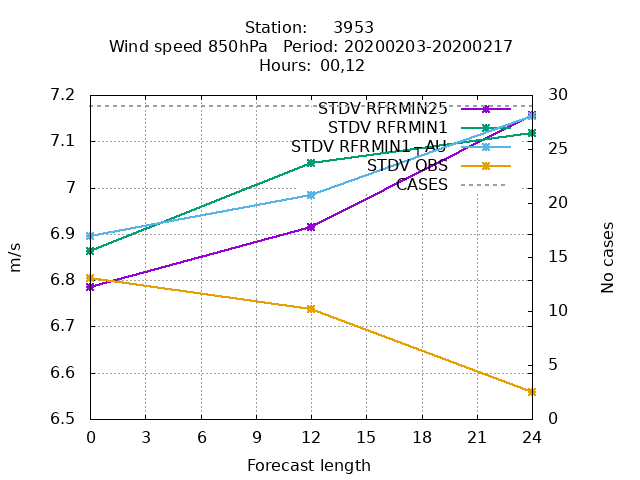 Station: 3953
Wind speed 850hPa Period: 20200203-20200217
Hours: 00,12
7.2
7.1
7
6.9
6.8
6.7
6.6
6.5
m/s
STDV RFRMIN25
STDV RFRMIN1
STDV RFRMIN1_AU
STDV OBS
CASES
30
25
20
15
10
5
0
No cases
0 3 6 9 12 15 18 21 24
Forecast length